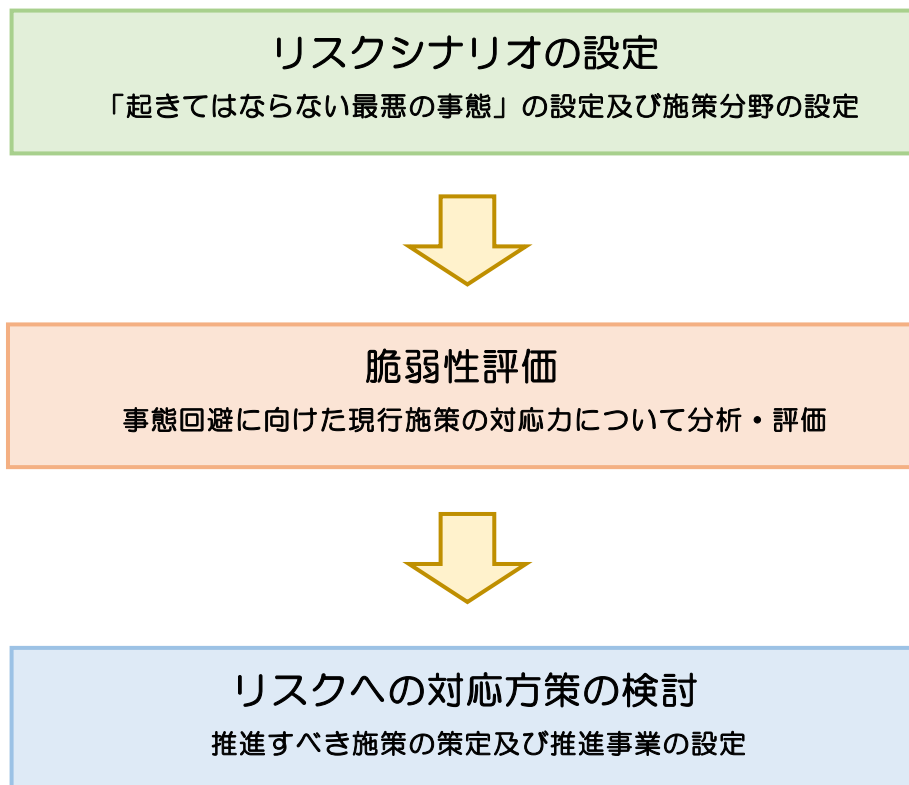 リスクシナリオの設定
「起きてはならない最悪の事態」の設定及び施策分野の設定
脆弱性評価
事態回避に向けた現行施策の対応力について分析・評価
リスクへの対応方策の検討
推進すべき施策の策定及び推進事業の設定